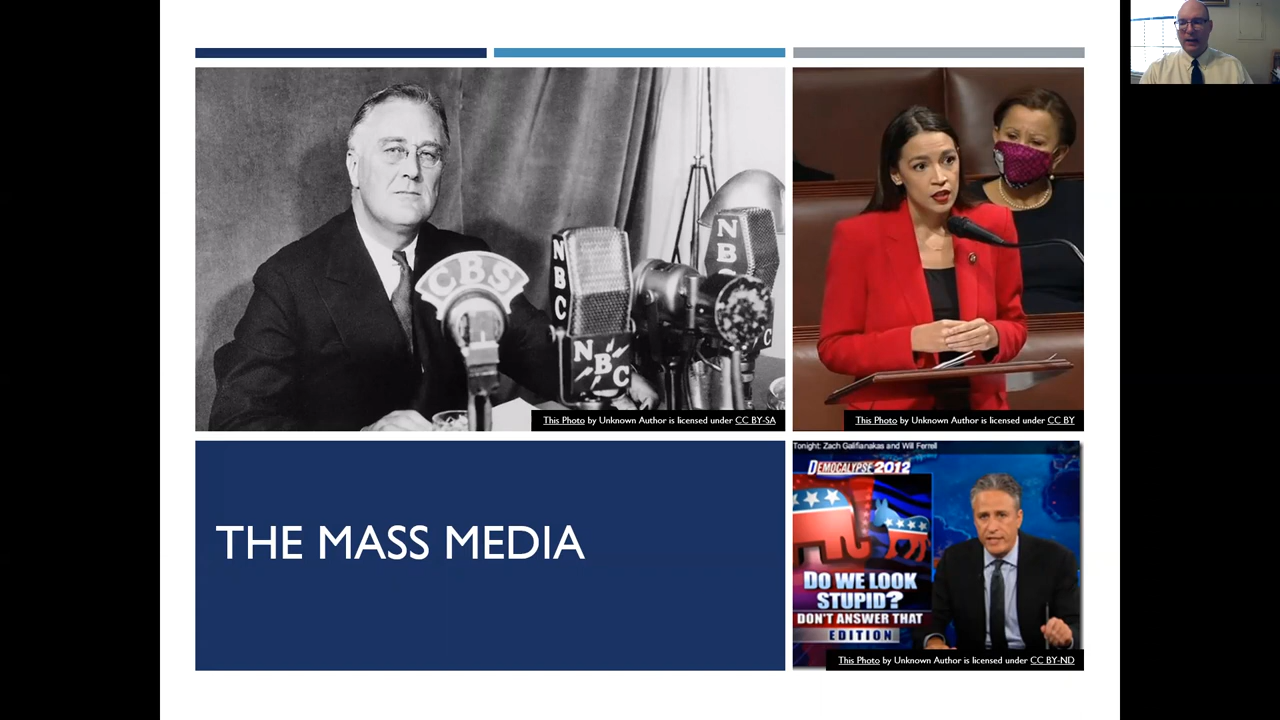 CBS
NBC
NBC
NBC
C
This Photo by Unknown Author is licensed under CC BY-SA
This Photo by Unknown Author is licensed under CC BY
THE MASS MEDIA
Tonight: Zach Galifianakis and Will Ferrell
DEMOCALYPSE 2012
DO WE LOOK
STUPID?
DON'T ANSWER THAT
EDITION
This Photo by Unknown Author is licensed under CC BY-ND